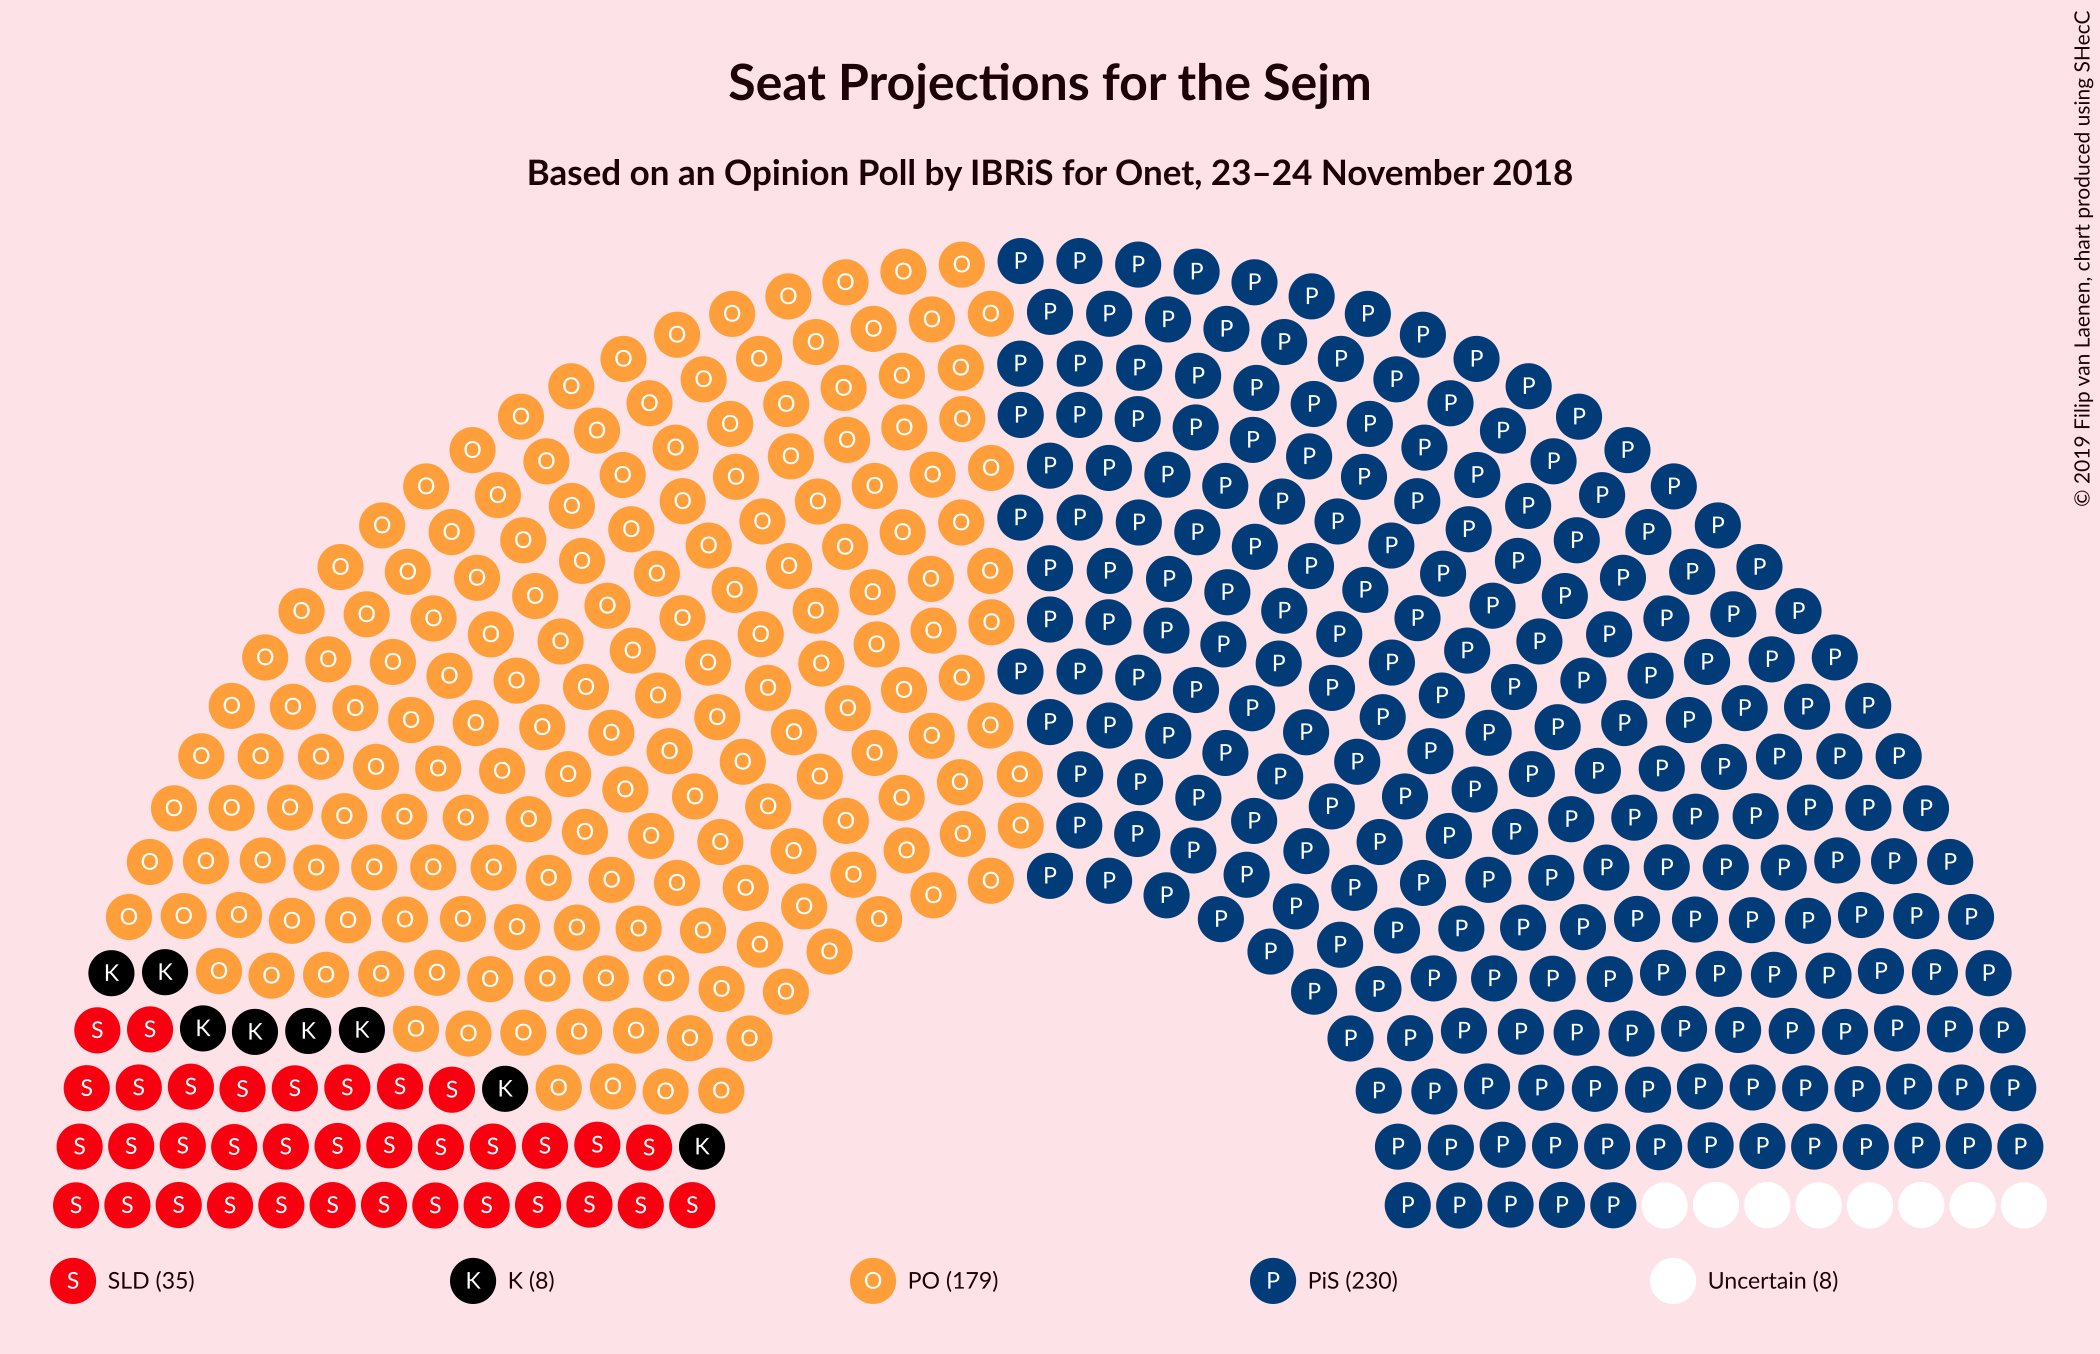 Seat Projections for the Sejm
Based on an Opinion Poll by IBRiS for Onet, 23–24 November 2018
© 2019 Filip van Laenen, chart produced using SHecC
S SLD (35)
K K (8)
O PO (179)
P PiS (230)
Uncertain (8)